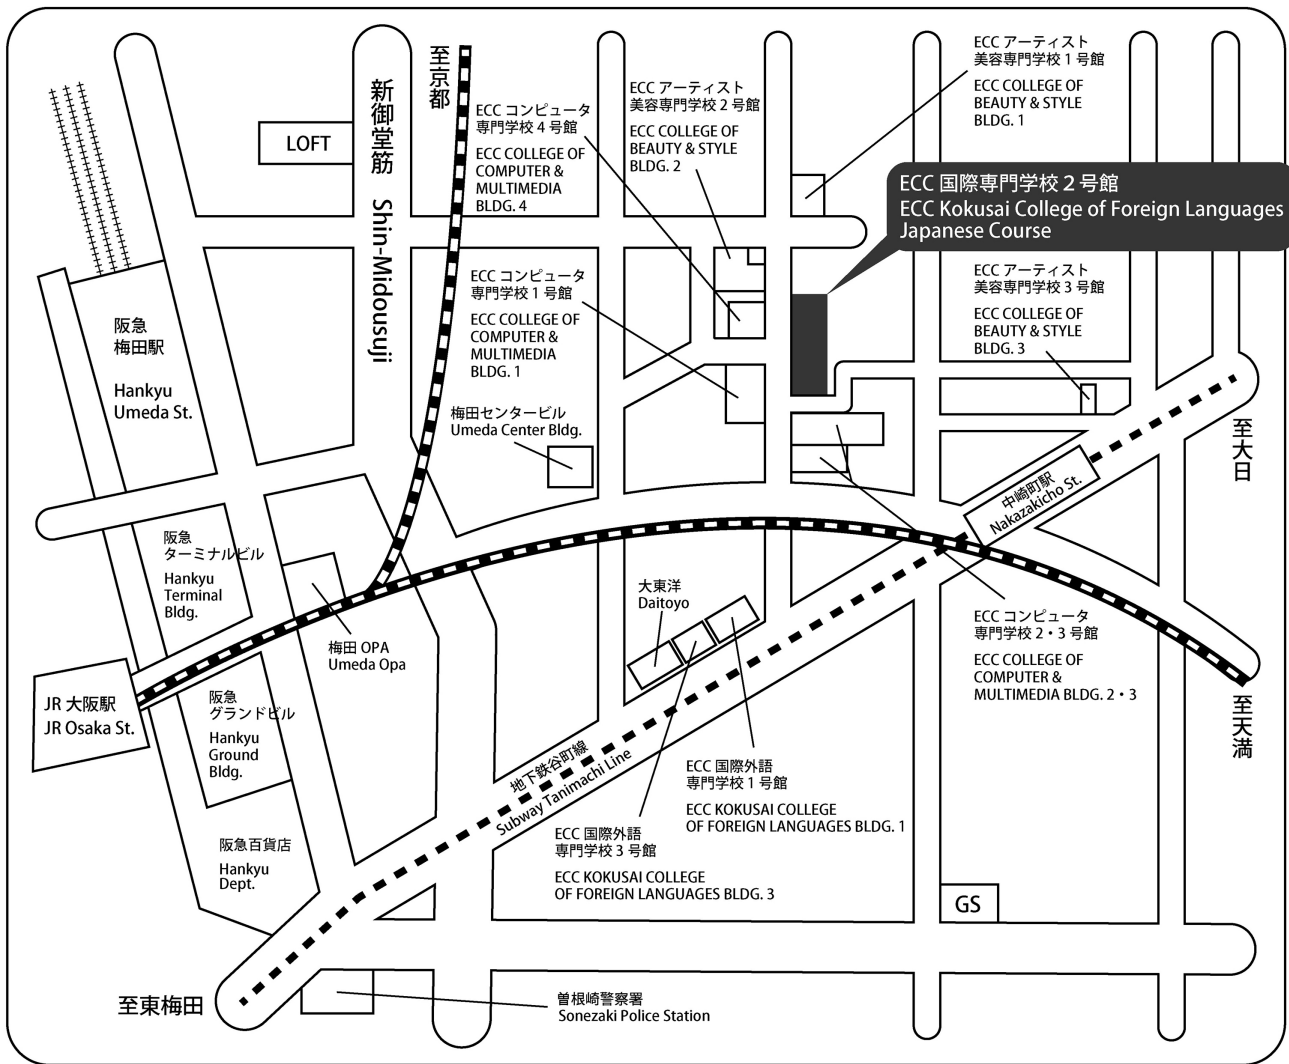 至京都
新御堂筋 Shin-Midousuji
LOFT
ECC コンピュータ
専門学校４号館
ECC COLLEGE OF
COMPUTER &
MULTIMEDIA
BLDG. 4
ECC アーティスト
美容専門学校２号館
ECC COLLEGE OF
BEAUTY & STYLE
BLDG. 2
ECC アーティスト
美容専門学校１号館
ECC COLLEGE OF
BEAUTY & STYLE
BLDG. 1
ECC 国際専門学校２号館
ECC Kokusai College of Foreign Languages
Japanese Course
ECC コンピュータ
専門学校１号館
ECC COLLEGE OF
COMPUTER &
MULTIMEDIA
BLDG. 1
ECC アーティスト
美容専門学校３号館
ECC COLLEGE OF
BEAUTY & STYLE
BLDG. 3
阪急
梅田駅
Hankyu
Umeda St.
梅田センタービル
Umeda Center Bldg.
至大日
中崎町駅
Nakazakicho St.
阪急
ターミナルビル
Hankyu
Terminal
Bldg.
梅田 OPA
Umeda Opa
大東洋
Daitoyo
ECC コンピュータ
専門学校２・３号館
ECC COLLEGE OF
COMPUTER &
MULTIMEDIA BLDG. 2・3
JR 大阪駅
JR Osaka St.
阪急
グランドビル
Hankyu
Ground
Bldg.
至天満
地下鉄谷町線
Subway Tanimachi Line
ECC 国際外語
専門学校１号館
ECC KOKUSAI COLLEGE
OF FOREIGN LANGUAGES BLDG. 1
ECC 国際外語
専門学校３号館
ECC KOKUSAI COLLEGE
OF FOREIGN LANGUAGES BLDG. 3
阪急百貨店
Hankyu
Dept.
GS
至東梅田
曽根崎警察署
Sonezaki Police Station